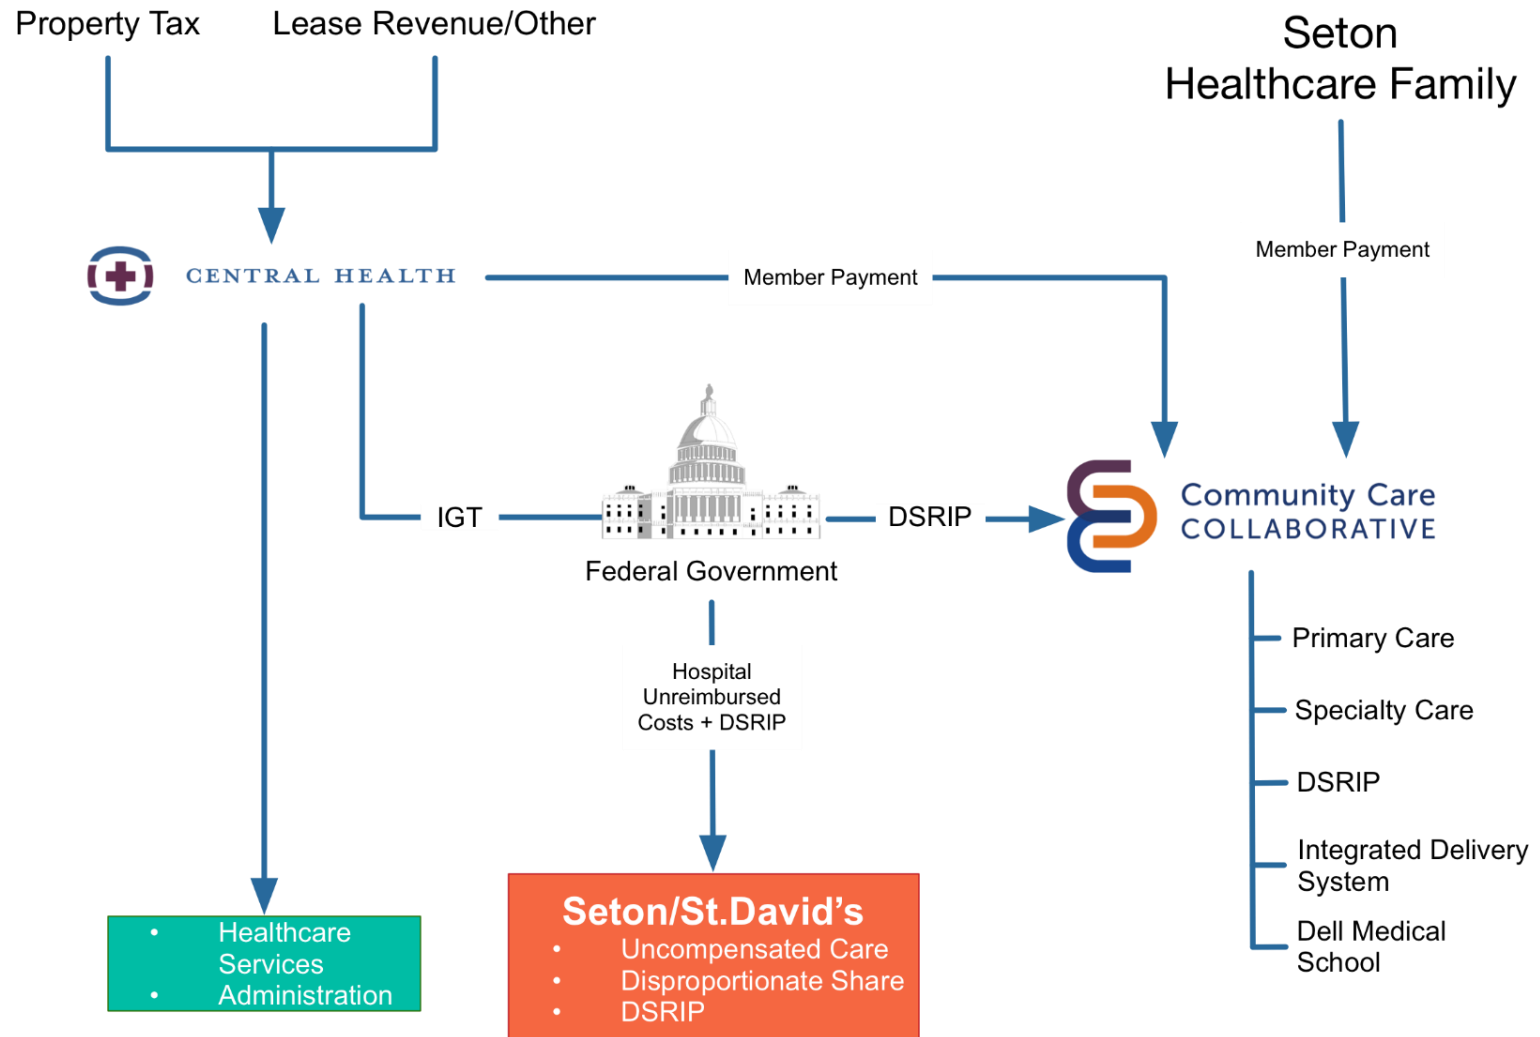 Property Tax
Lease Revenue/Other
Seton
Healthcare Family
CENTRAL HEALTH
Member Payment
Member Payment
IGT
DSRIP
Community Care
COLLABORATIVE
Federal Government
Hospital
Unreimbursed
Costs + DSRIP
Primary Care
Specialty Care
DSRIP
Integrated Delivery
System
Dell Medical
School
• Healthcare
Services
• Administration
Seton/St.David's
• Uncompensated Care
• Disproportionate Share
• DSRIP